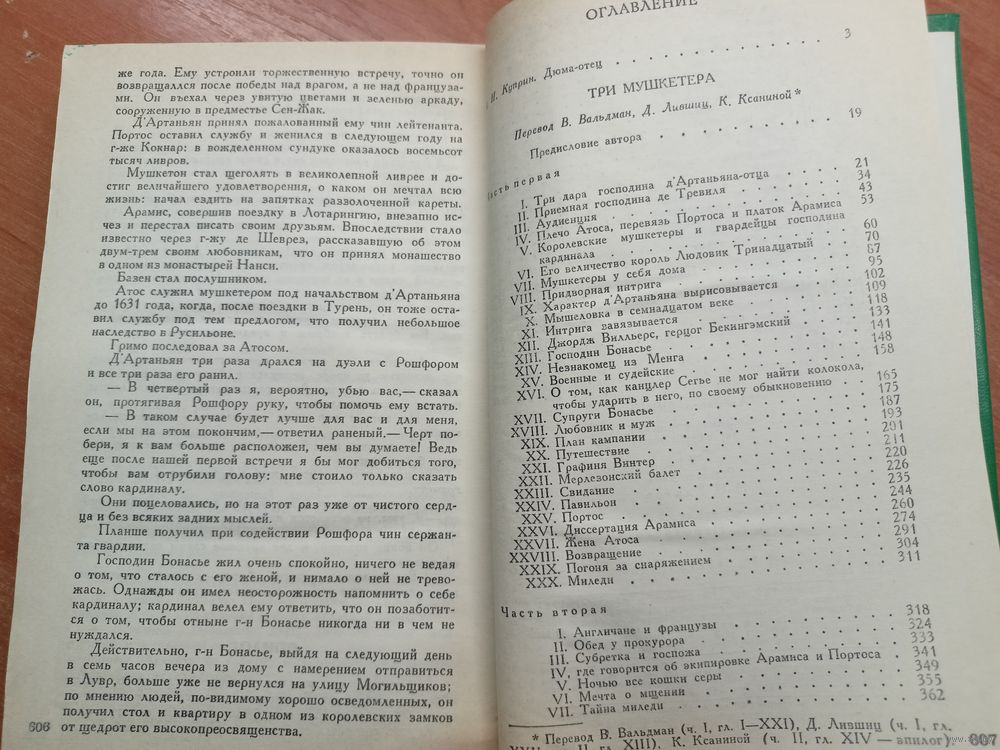 же года. Ему устроили торжественную встречу, точно он
возвращался после победы над врагом, а не над француза-
ми. Он въехал через увитую цветами и зеленью аркаду,
сооруженную в предместье Сен-Жак.
Д'Артаньян принял пожалованный ему чин лейтенанта.
Портос оставил службу и женился в следующем году на
г-же Кокнар: в вожделенном сундуке оказалось восемьсот
тысяч ливров.
Мушкетон стал щеголять в великолепной ливрее и до-
стиг величайшего удовлетворения, о каком он мечтал всю
жизнь: начал ездить на запятках раззолоченной кареты.
Арамис, совершив поездку в Лотарингию, внезапно ис-
чез и перестал писать своим друзьям. Впоследствии стало
известно через г-жу де Шеврез, рассказавшую об этом
двум-трем своим любовникам, что он принял монашество
в одном из монастырей Нанси.
Базен стал послушником.
Атос служил мушкетером под начальством д'Артаньяна
до 1631 года, когда, после поездки в Турень, он тоже оста-
вил службу под тем предлогом, что получил небольшое
наследство в Русильоне.
Гримо последовал за Атосом.
Д'Артаньян три раза дрался на дуэли с Рошфором
и все три раза его ранил.
— В четвертый раз я, вероятно, убью вас,— сказал
он, протягивая Рошфору руку, чтобы помочь ему встать.
— В таком случае будет лучше для вас и для меня,
если мы на этом покончим,— ответил раненый.— Черт по-
бери, я к вам больше расположен, чем вы думаете! Ведь
еще после нашей первой встречи я бы мог добиться того,
чтобы вам отрубили голову: мне стоило только сказать
слово кардиналу.
Они поцеловались, но на этот раз уже от чистого серд-
ца и без всяких задних мыслей.
Планше получил при содействии Рошфора чин сержан-
та гвардии.
Господин Бонасье жил очень спокойно, ничего не ведая
о том, что сталось с его женой, и нимало о ней не трево-
жась. Однажды он имел неосторожность напомнить о себе
кардиналу; кардинал велел ему ответить, что он позаботит-
ся о том, чтобы отныне г-н Бонасье никогда ни в чем не
нуждался.
Действительно, г-н Бонасье, выйдя на следующий день
в семь часов вечера из дому с намерением отправиться
в Лувр, больше уже не вернулся на улицу Могильщиков;
по мнению людей, по-видимому хорошо осведомленных, он
получил стол и квартиру в одном из королевских замков
от щедрот его высокопреосвященства.
606
ОГЛАВЛЕНИЕ
И. Куприн. Дюма-отец . . . . . . . . . 3
ТРИ МУШКЕТЕРА
Перевод В. Вальдман, Д. Лившиц, К. Ксаниной *
Предисловие автора . . . . . . . . . 19
Часть первая
I. Три дара господина д'Артаньяна-отца . . . 21
II. Приемная господина де Тревиля . . . 34
III. Аудиенция . . . 43
IV. Плечо Атоса, перевязь Портоса и платок Арамиса 53
V. Королевские мушкетеры и гвардейцы господина
кардинала . . . 60
VI. Его величество король Людовик Тринадцатый 70
VII. Мушкетеры у себя дома . . . 87
VIII. Придворная интрига . . . 95
IX. Характер д'Артаньяна вырисовывается . . . 102
X. Мышеловка в семнадцатом веке . . . 109
XI. Интрига завязывается . . . 118
XII. Джордж Вилльерс, герцог Бекингэмский . . . 133
XIII. Господин Бонасье . . . 141
XIV. Незнакомец из Менга . . . 148
XV. Военные и судейские . . . 158
XVI. О том, как канцлер Сегье не мог найти колокола,
чтобы ударить в него, по своему обыкновению . . . 165
XVII. Супруги Бонасье . . . 175
XVIII. Любовник и муж . . . 187
XIX. План кампании . . . 193
XX. Путешествие . . . 201
XXI. Графиня Винтер . . . 211
XXII. Мерлезонский балет . . . 220
XXIII. Свидание . . . 226
XXIV. Павильон . . . 235
XXV. Портос . . . 244
XXVI. Диссертация Арамиса . . . 260
XXVII. Жена Атоса . . . 274
XXVIII. Возвращение . . . 291
XXIX. Погоня за снаряжением . . . 304
XXX. Миледи . . . 311
Часть вторая
I. Англичане и французы . . . 318
II. Обед у прокурора . . . 324
III. Субретка и госпожа . . . 333
IV, где говорится об экипировке Арамиса и Портоса . 341
V. Ночью все кошки серы . . . 349
VI. Мечта о мщении . . . 355
VII. Тайна миледи . . . 362
* Перевод В. Вальдман (ч. I, гл. I—XXI), Д. Лившиц (ч. I, гл.
XIII), К. Ксаниной (ч. II, гл. XIV — эпилог).
607